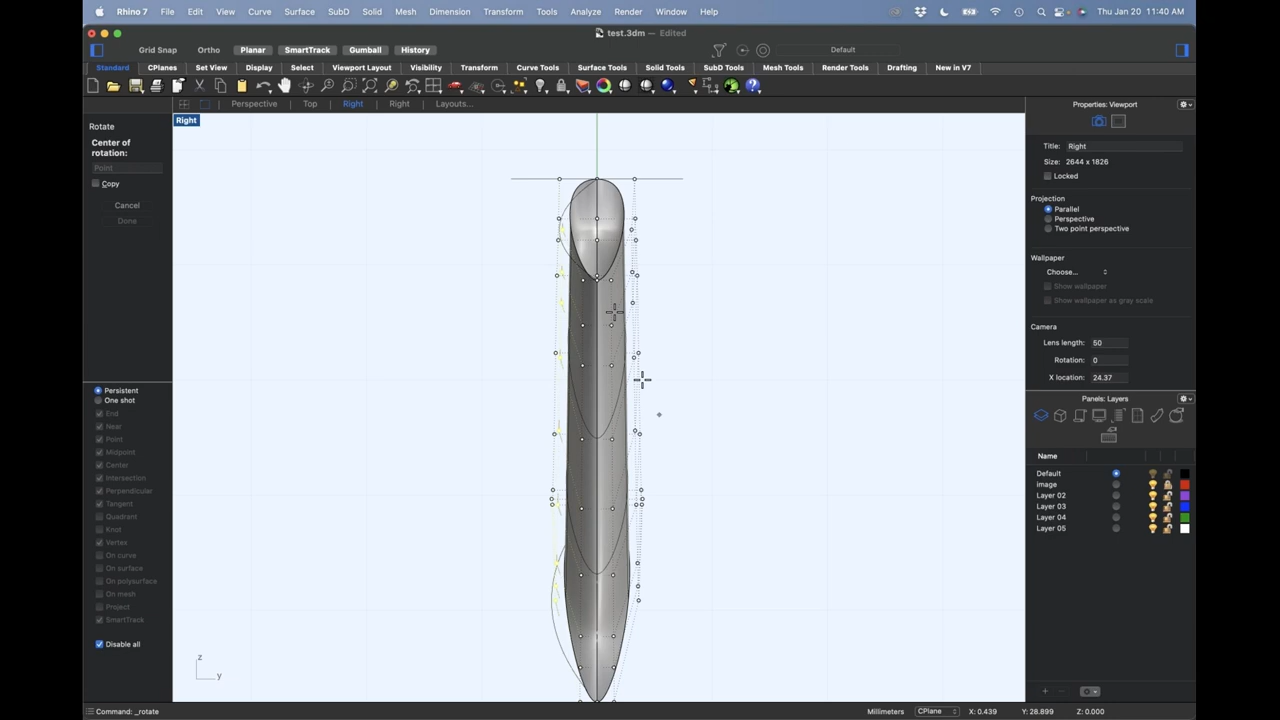 Rhino 7 File Edit View Curve Surface SubD Solid Mesh Dimension Transform Tools Analyze Render Window Help Thu Jan 20 11:40 AM
test.3dm — Edited
Grid Snap Ortho Planar SmartTrack Gumball History Default
Standard CPlanes Set View Display Select Viewport Layout Visibility Transform Curve Tools Surface Tools Solid Tools SubD Tools Mesh Tools Render Tools Drafting New in V7
Perspective Top Right Right Layouts... Properties: Viewport
Right
Rotate
Center of
rotation:
Point
Copy
Cancel
Done
Persistent
One shot
End
Near
Point
Midpoint
Center
Intersection
Perpendicular
Tangent
Quadrant
Knot
Vertex
On curve
On surface
On polysurface
On mesh
Project
SmartTrack
Disable all
z
y
Title: Right
Size: 2644 x 1826
Locked
Projection
Parallel
Perspective
Two point perspective
Wallpaper
Choose...
Show wallpaper
Show wallpaper as gray scale
Camera
Lens length: 50
Rotation: 0
X location: 24.37
Panels: Layers
Name
Default
image
Layer 02
Layer 03
Layer 04
Layer 05
Command: _rotate Millimeters CPlane X: 0.439 Y: 28.899 Z: 0.000